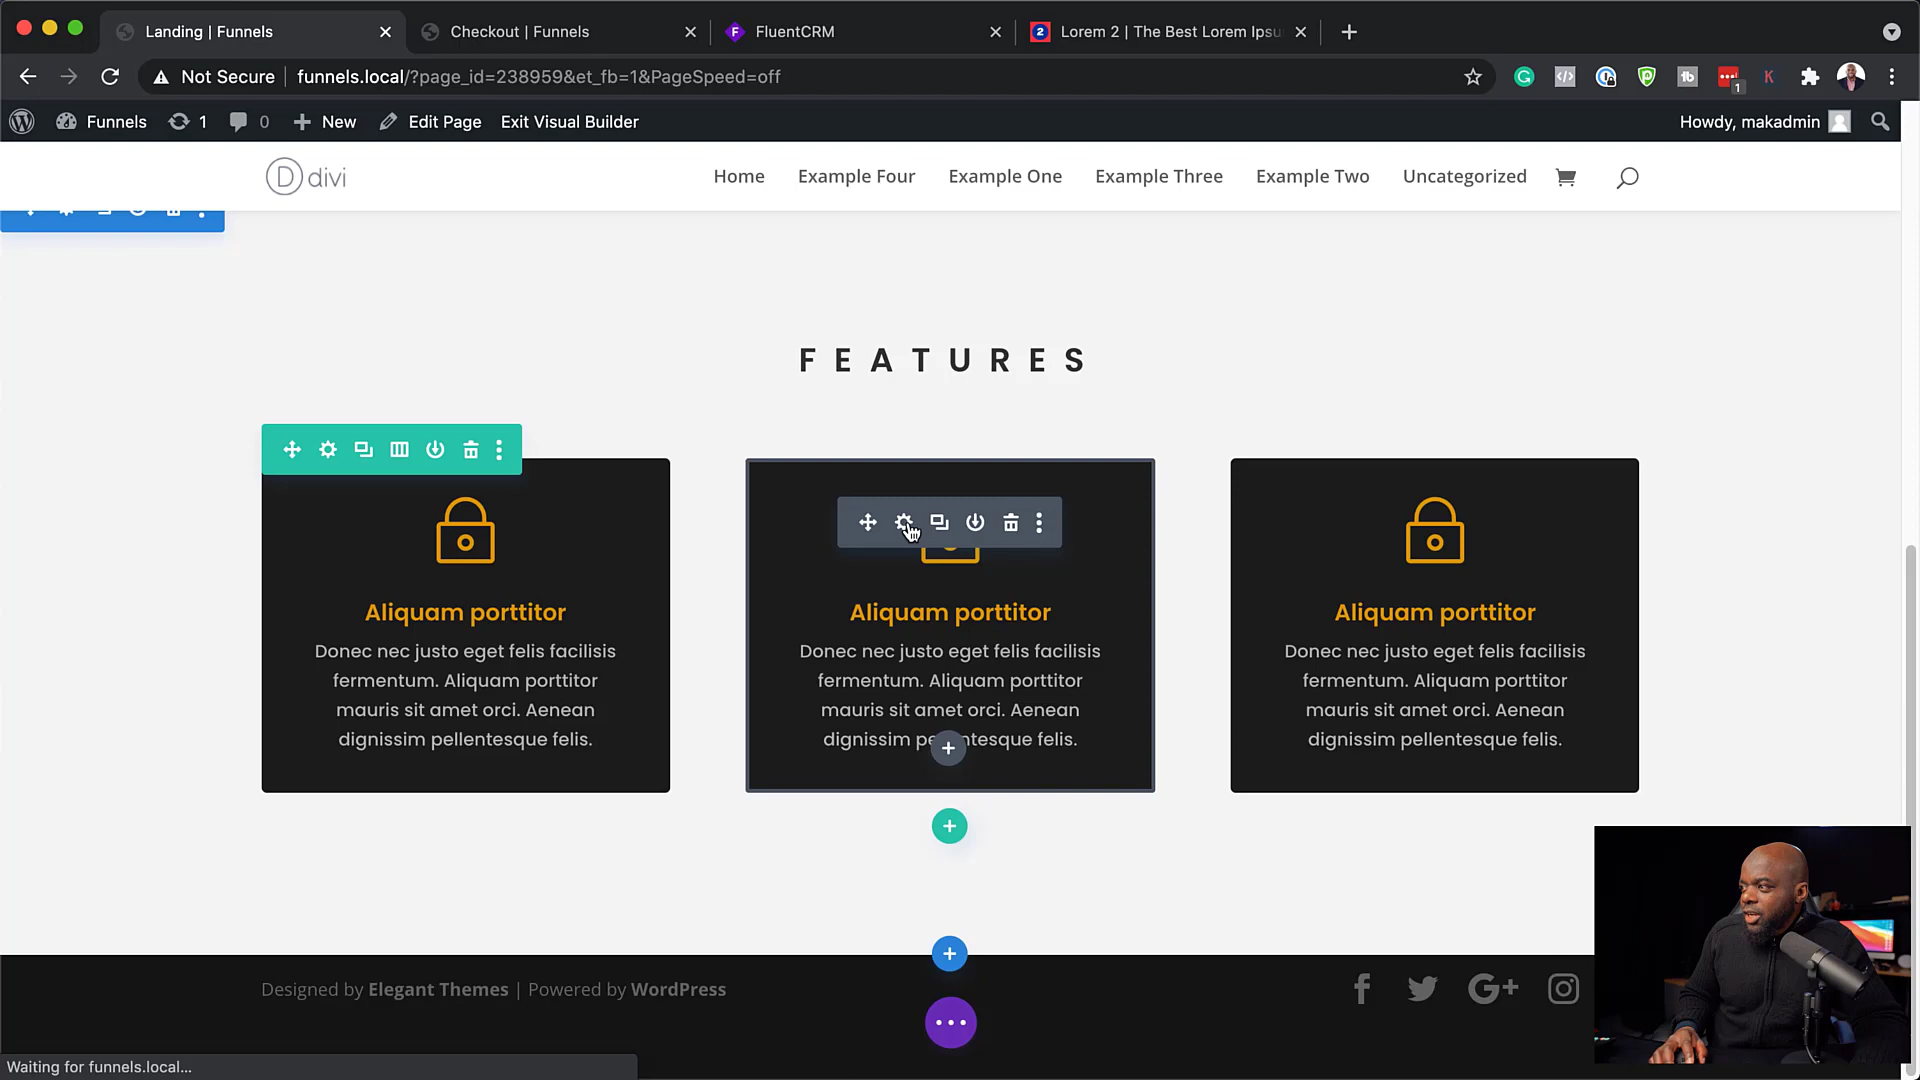 Landing | Funnels
Checkout | Funnels
FluentCRM
Lorem 2 | The Best Lorem Ipsu
Not Secure
funnels.local/?page_id=238959&et_fb=1&PageSpeed=off
1
Funnels
1
0
New
Edit Page
Exit Visual Builder
Howdy, makadmin
divi
Home
Example Four
Example One
Example Three
Example Two
Uncategorized
FEATURES
Aliquam porttitor
Donec nec justo eget felis facilisis
fermentum. Aliquam porttitor
mauris sit amet orci. Aenean
dignissim pellentesque felis.
Aliquam porttitor
Donec nec justo eget felis facilisis
fermentum. Aliquam porttitor
mauris sit amet orci. Aenean
dignissim pe ntesque felis.
Aliquam porttitor
Donec nec justo eget felis facilisis
fermentum. Aliquam porttitor
mauris sit amet orci. Aenean
dignissim pellentesque felis.
Designed by Elegant Themes | Powered by WordPress
Waiting for funnels.local...